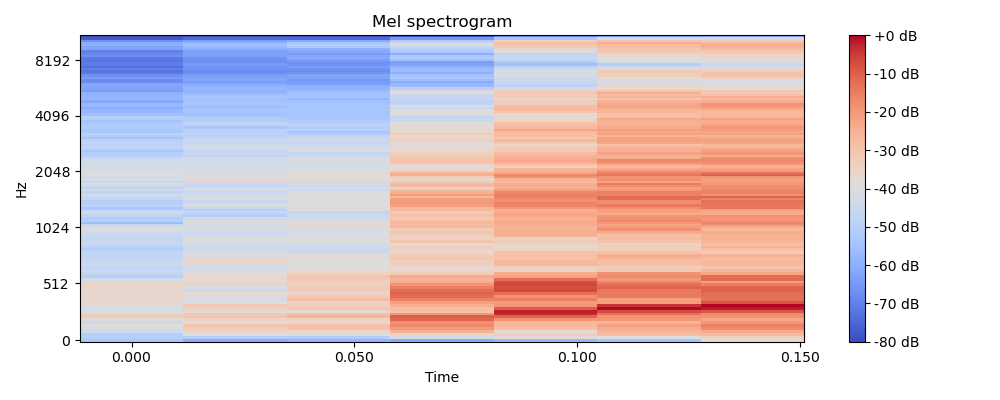 Mel spectrogram
Hz
8192
4096
2048
1024
512
0
0.000
0.050
0.100
0.150
Time
+0 dB
-10 dB
-20 dB
-30 dB
-40 dB
-50 dB
-60 dB
-70 dB
-80 dB